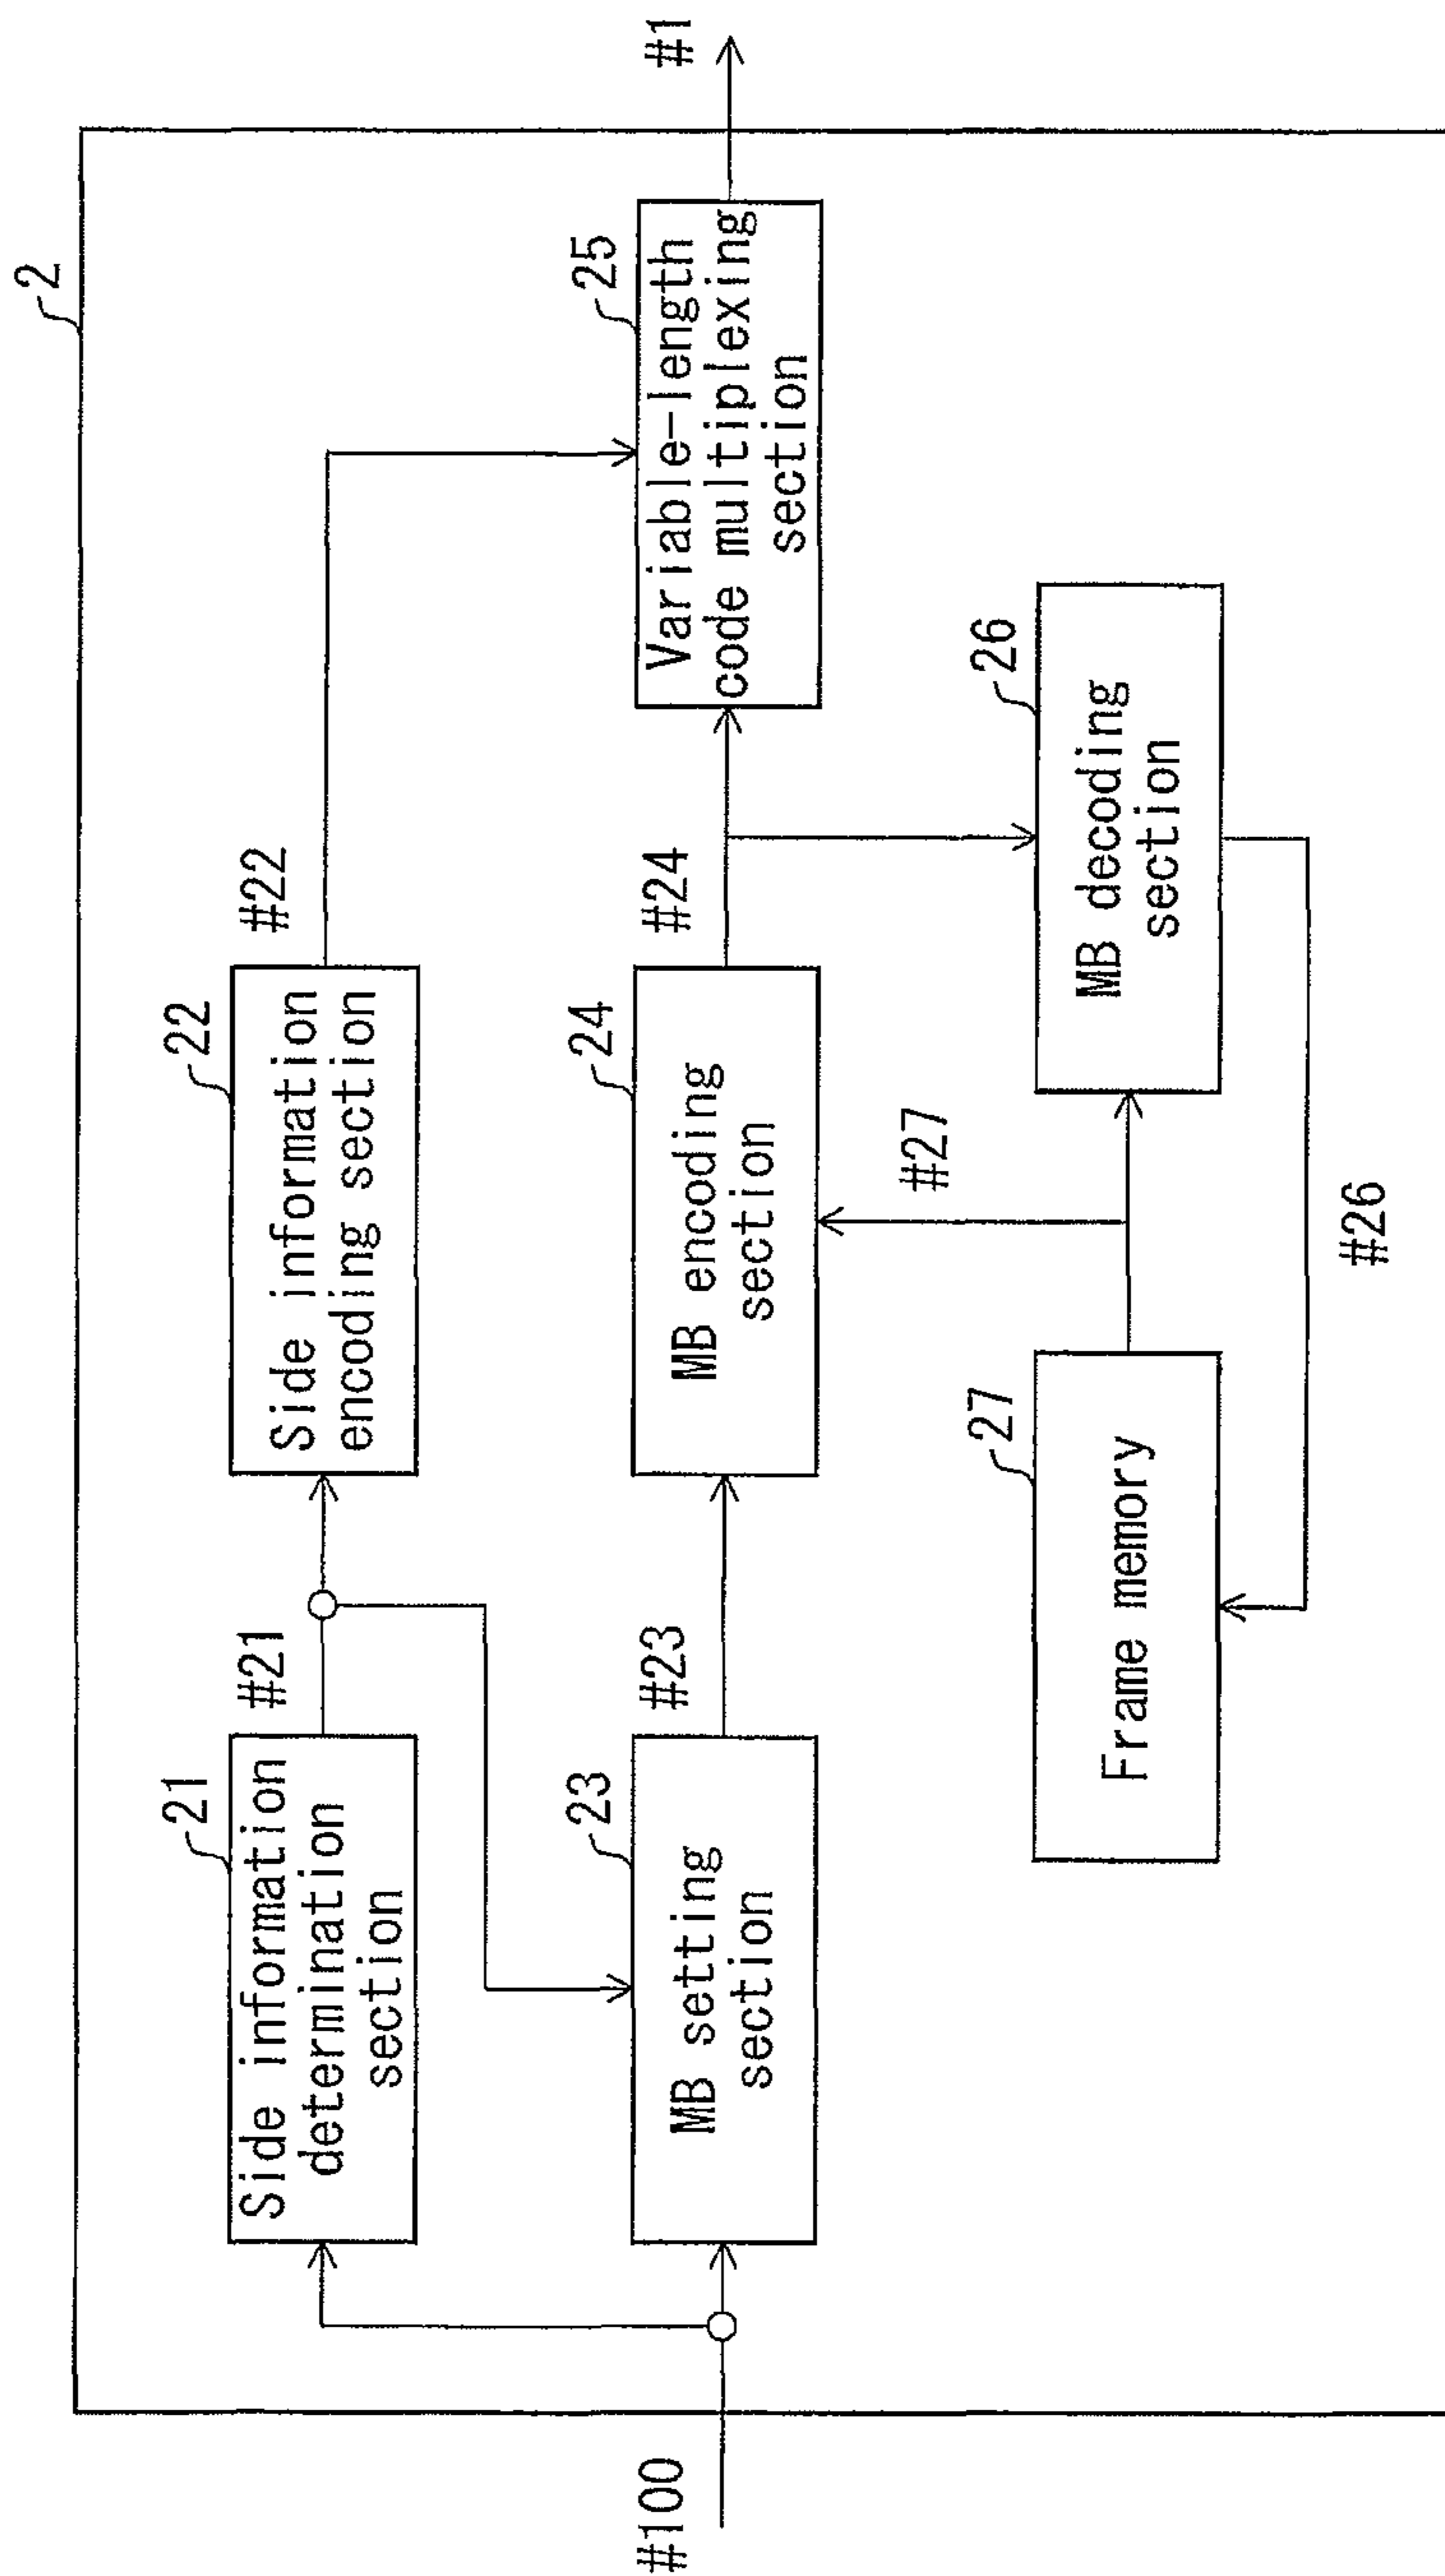 2
21
Side information
determination
section
#21
22
Side information
encoding section
#22
#100
23
MB setting
section
#23
24
MB encoding
section
#24
25
Variable-length
code multiplexing
section
#1
27
Frame memory
#27
26
MB decoding
section
#26